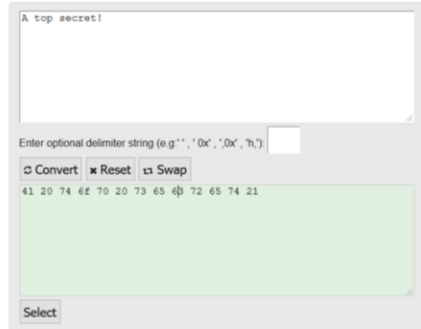 A top secret!
Enter optional delimiter string (e.g:' ' , ' 0x' , ',0x' , 'h,'):
Convert Reset Swap
41 20 74 6f 70 20 73 65 63 72 65 74 21
Select